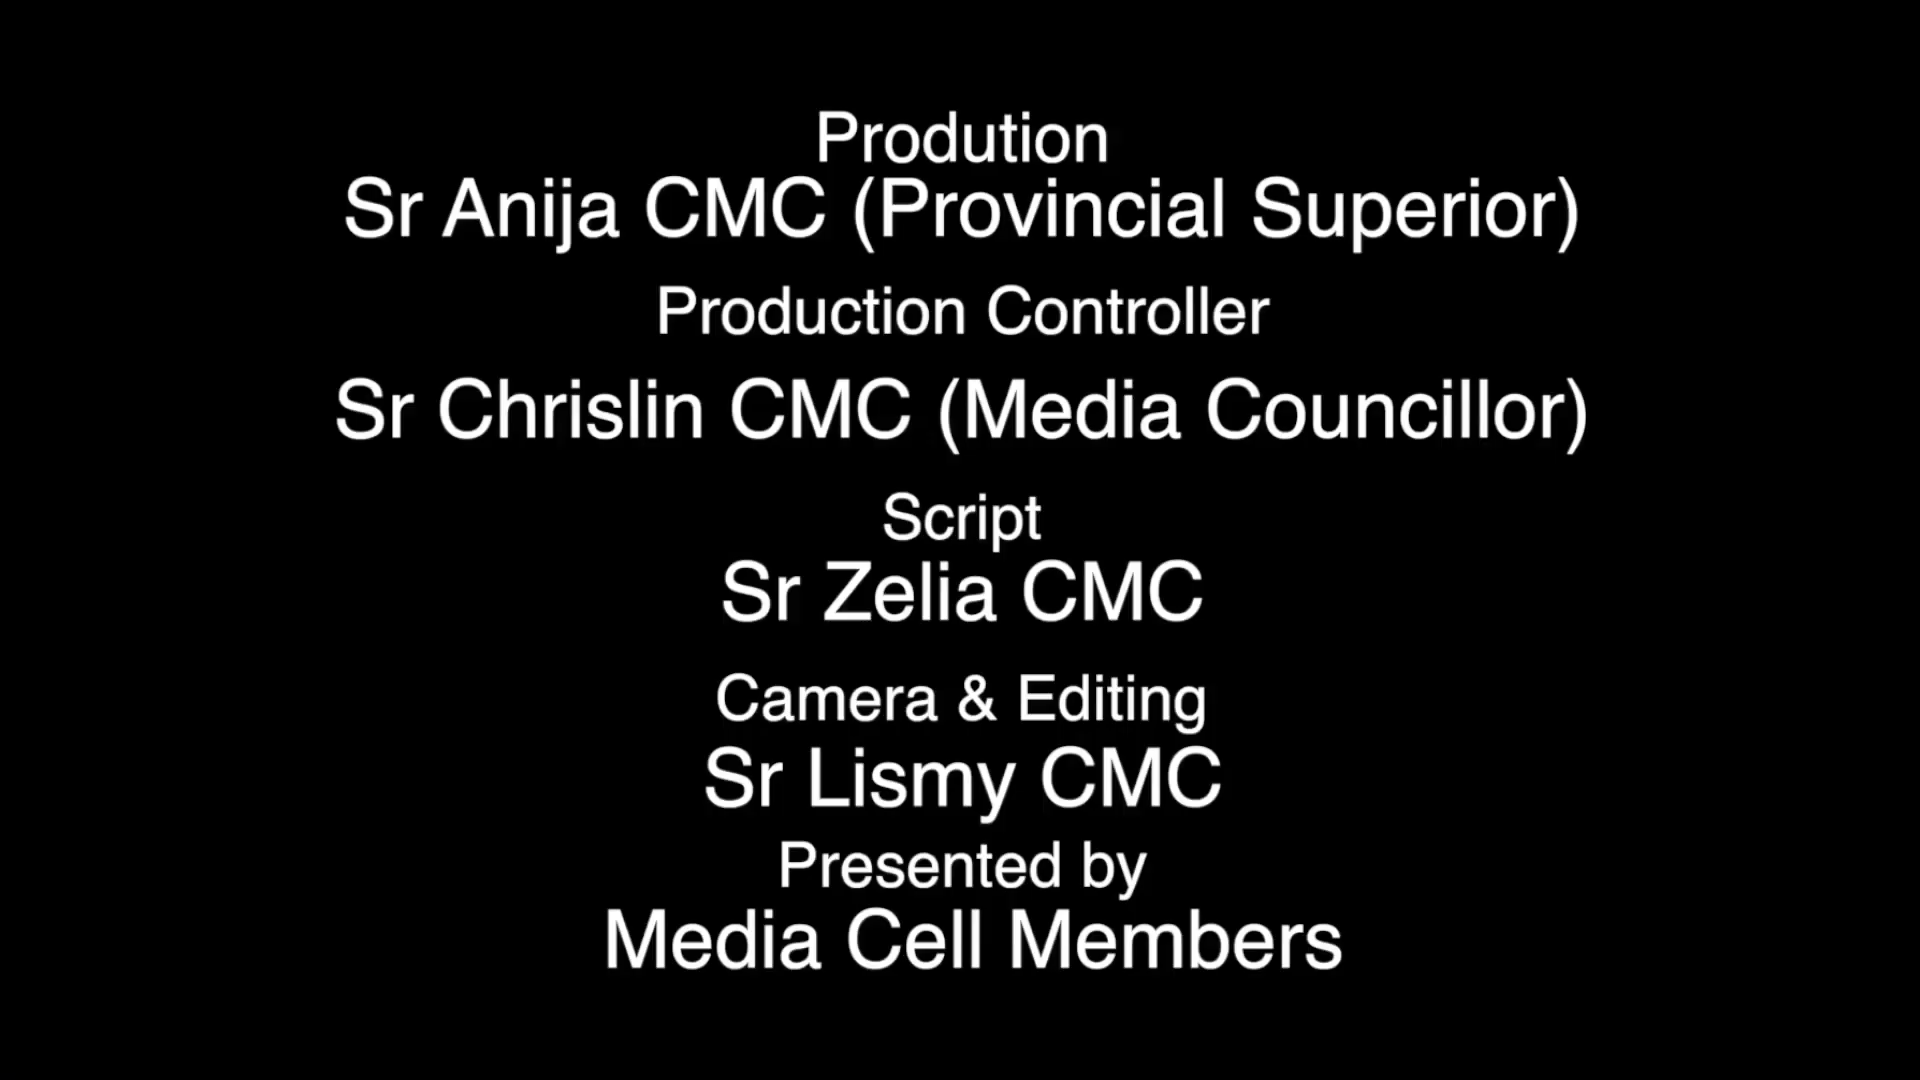 Prodution
Sr Anija CMC (Provincial Superior)
Production Controller
Sr Chrislin CMC (Media Councillor)
Script
Sr Zelia CMC
Camera & Editing
Sr Lismy CMC
Presented by
Media Cell Members